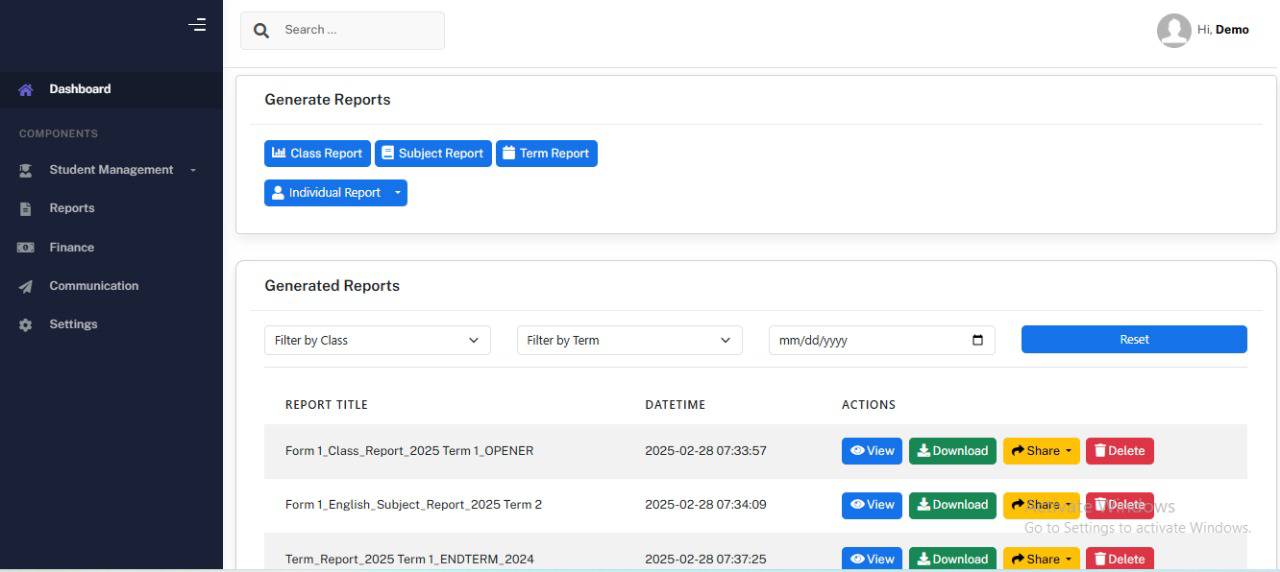 Search ...
Hi, Demo
Dashboard
COMPONENTS
Student Management
Reports
Finance
Communication
Settings
Generate Reports
Class Report Subject Report Term Report
Individual Report
Generated Reports
Filter by Class Filter by Term mm/dd/yyyy Reset
REPORT TITLE DATETIME ACTIONS
Form 1_Class_Report_2025 Term 1_OPENER 2025-02-28 07:33:57 View Download Share Delete
Form 1_English_Subject_Report_2025 Term 2 2025-02-28 07:34:09 View Download Share Delete
Activate Windows
Go to Settings to activate Windows.
Term_Report_2025 Term 1_ENDTERM_2024 2025-02-28 07:37:25 View Download Share Delete